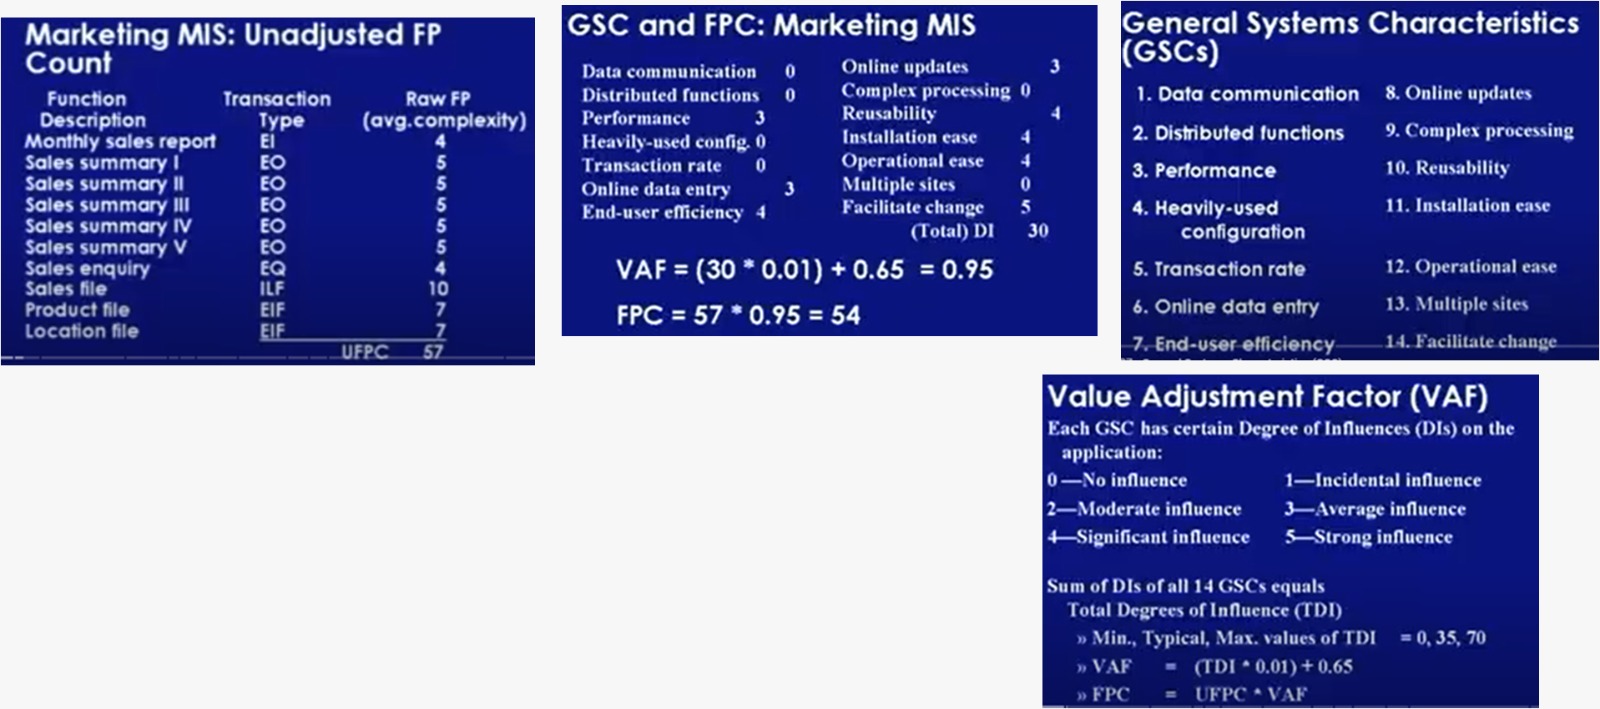 Marketing MIS: Unadjusted FP
Count
Function Transaction Raw FP
Description Type (avg.complexity)
Monthly sales report EI 4
Sales summary I EO 5
Sales summary II EO 5
Sales summary III EO 5
Sales summary IV EO 5
Sales summary V EO 5
Sales enquiry EQ 4
Sales file ILF 10
Product file EIF 7
Location file EIF 7
UFPC 57
GSC and FPC: Marketing MIS
Data communication 0
Distributed functions 0
Performance 3
Heavily-used config. 0
Transaction rate 0
Online data entry 3
End-user efficiency 4
Online updates 3
Complex processing 0
Reusability 4
Installation ease 4
Operational ease 4
Multiple sites 0
Facilitate change 5
(Total) DI 30
VAF = (30 * 0.01) + 0.65 = 0.95
FPC = 57 * 0.95 = 54
General Systems Characteristics
(GSCs)
1. Data communication
2. Distributed functions
3. Performance
4. Heavily-used
configuration
5. Transaction rate
6. Online data entry
7. End-user efficiency
8. Online updates
9. Complex processing
10. Reusability
11. Installation ease
12. Operational ease
13. Multiple sites
14. Facilitate change
Value Adjustment Factor (VAF)
Each GSC has certain Degree of Influences (DIs) on the
application:
0—No influence 1—Incidental influence
2—Moderate influence 3—Average influence
4—Significant influence 5—Strong influence
Sum of DIs of all 14 GSCs equals
Total Degrees of Influence (TDI)
» Min., Typical, Max. values of TDI = 0, 35, 70
» VAF = (TDI * 0.01) + 0.65
» FPC = UFPC * VAF